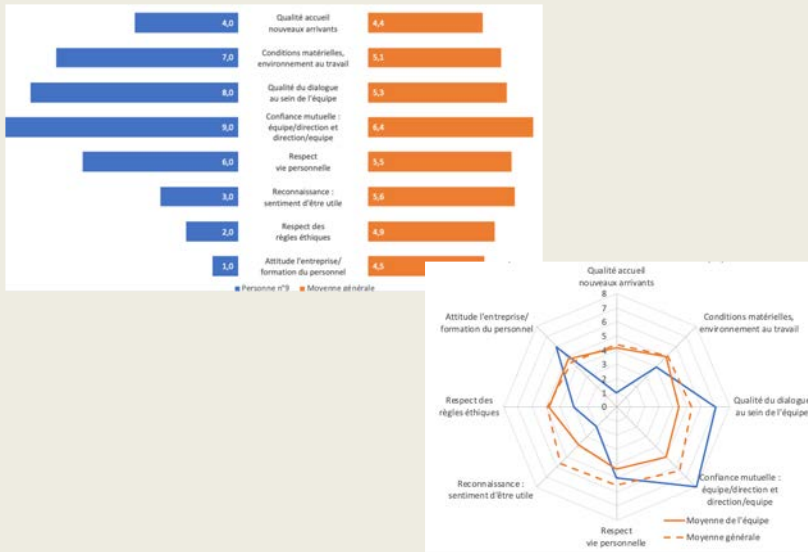 4,0
Qualité accueil
nouveaux arrivants
4,4
7,0
Conditions matérielles,
environnement au travail
5,1
8,0
Qualité du dialogue
au sein de l'équipe
5,3
9,0
Confiance mutuelle :
équipe/direction et
direction/equipe
6,4
6,0
Respect
vie personnelle
5,5
3,0
Reconnaissance :
sentiment d'être utile
5,6
2,0
Respect des
règles éthiques
4,9
1,0
Attitude l'entreprise/
formation du personnel
4,5
Personne n°9
Moyenne générale
Qualité accueil
nouveaux arrivants
8
7
6
5
4
3
2
1
0
Conditions matérielles,
environnement au travail
Qualité du dialogue
au sein de l'équipe
Confiance mutuelle :
équipe/direction et
direction/equipe
Respect
vie personnelle
Reconnaissance :
sentiment d'être utile
Respect des
règles éthiques
Attitude l'entreprise/
formation du personnel
Moyenne de l'équipe
Moyenne générale